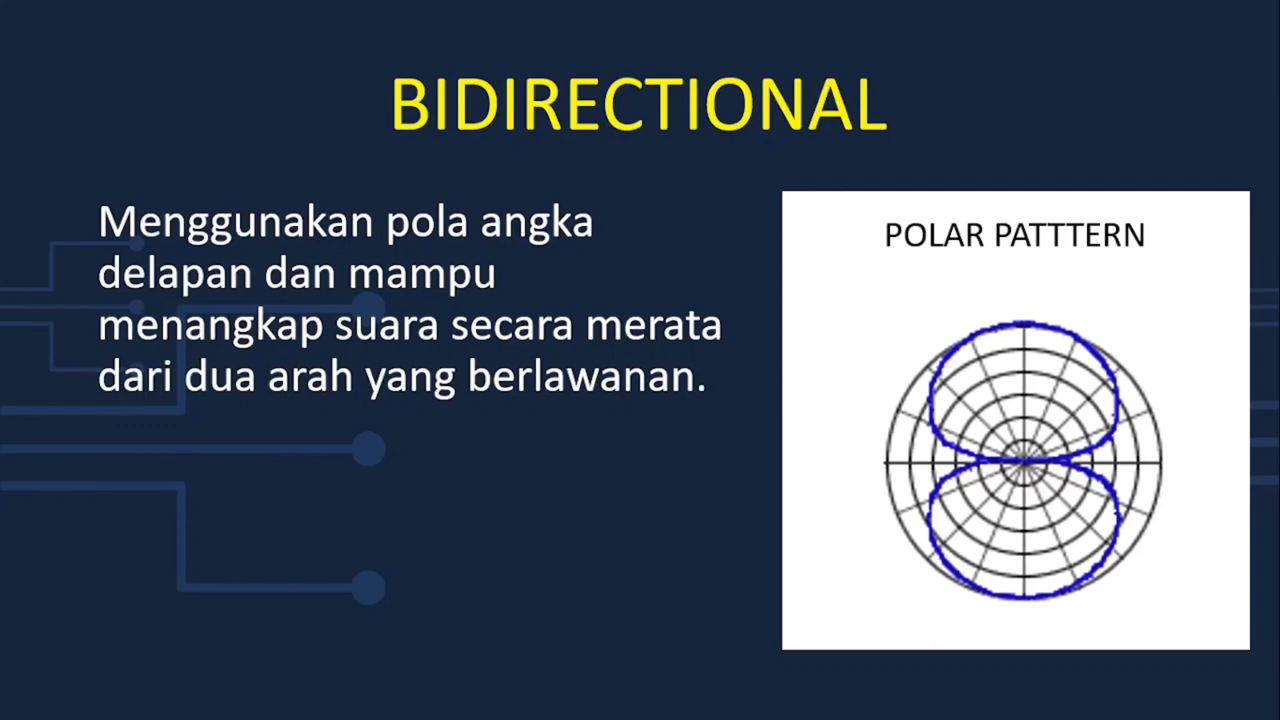 BIDIRECTIONAL
Menggunakan pola angka
delapan dan mampu
menangkap suara secara merata
dari dua arah yang berlawanan.
POLAR PATTTERN